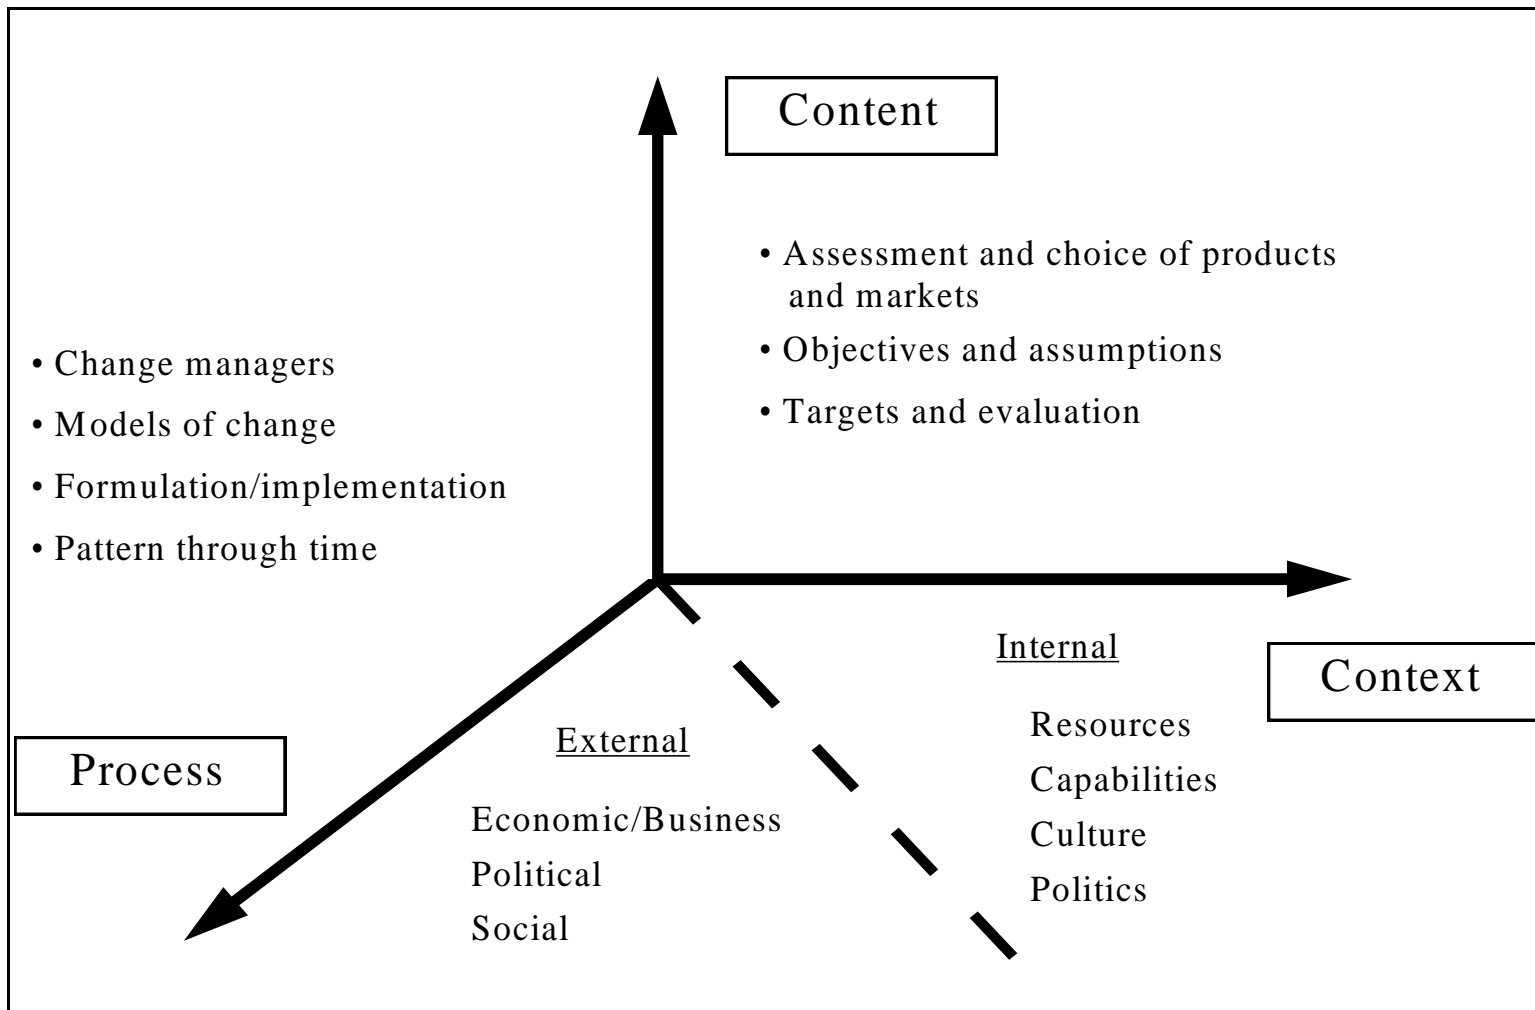 Content
• Assessment and choice of products
and markets
• Objectives and assumptions
• Targets and evaluation
• Change managers
• Models of change
• Formulation/implementation
• Pattern through time
Process
External
Economic/Business
Political
Social
Internal
Resources
Capabilities
Culture
Politics
Context